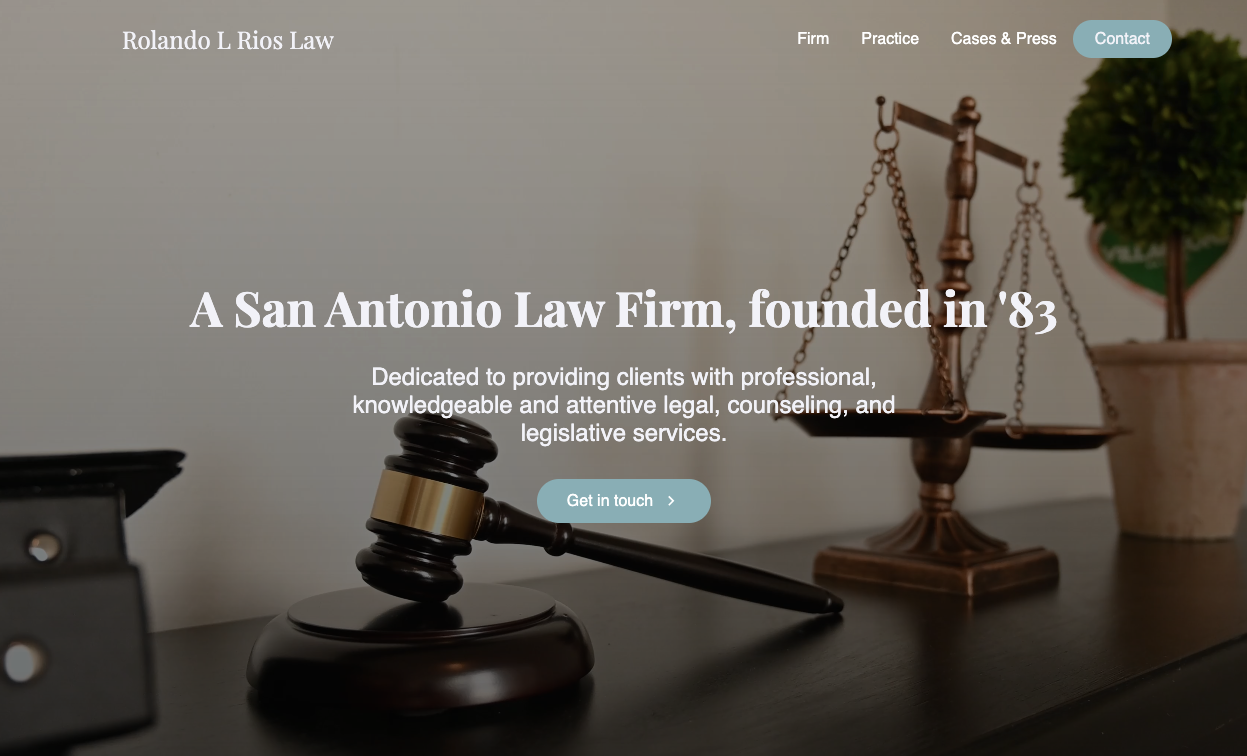 Rolando L Rios Law
Firm
Practice
Cases & Press
Contact
A San Antonio Law Firm, founded in '83
Dedicated to providing clients with professional,
knowledgeable and attentive legal, counseling, and
legislative services.
Get in touch